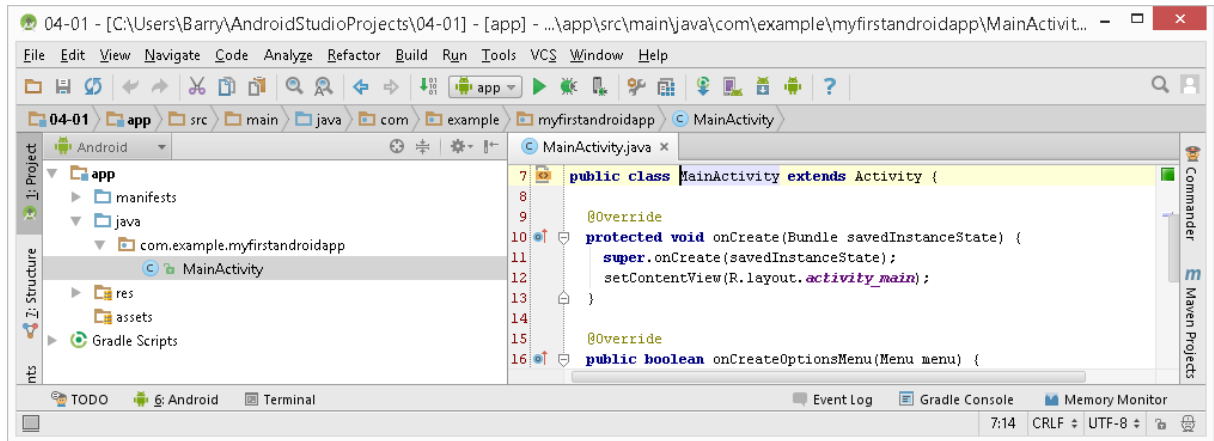 04-01 - [C:\Users\Barry\AndroidStudioProjects\04-01] - [app] - ...\app\src\main\java\com\example\myfirstandroidapp\MainActivit...
File Edit View Navigate Code Analyze Refactor Build Run Tools VCS Window Help
app
04-01 app src main java com example myfirstandroidapp MainActivity
1: Project
7: Structure
nts
Android
app
manifests
java
com.example.myfirstandroidapp
C MainActivity
res
assets
Gradle Scripts
C MainActivity.java ×
7 public class MainActivity extends Activity {
8
9 @Override
10 protected void onCreate(Bundle savedInstanceState) {
11 super.onCreate(savedInstanceState);
12 setContentView(R.layout.activity_main);
13 }
14
15 @Override
16 public boolean onCreateOptionsMenu(Menu menu) {
Commander
m Maven Projects
TODO 6: Android Terminal Event Log Gradle Console Memory Monitor
7:14 CRLF UTF-8